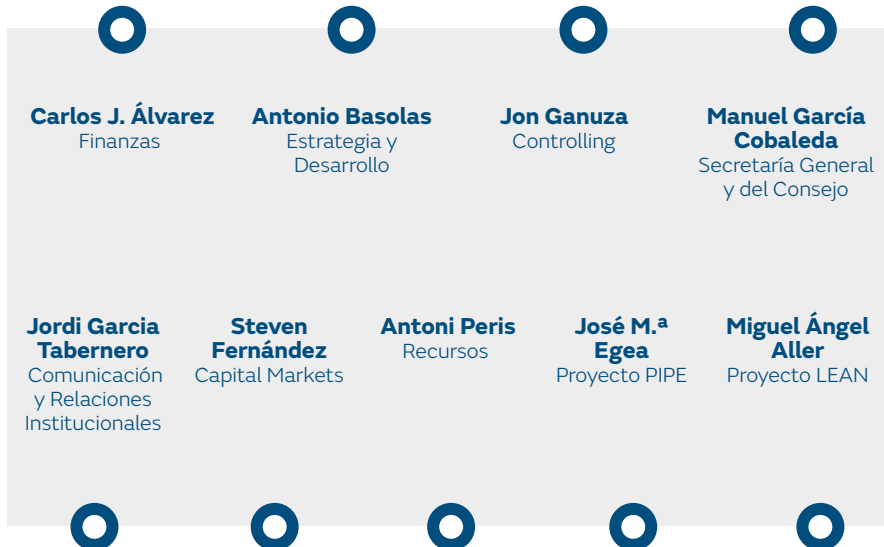 Carlos J. Álvarez
Finanzas
Antonio Basolas
Estrategia y
Desarrollo
Jon Ganuza
Controlling
Manuel García
Cobaleda
Secretaría General
y del Consejo
Jordi Garcia
Tabernero
Comunicación
y Relaciones
Institucionales
Steven
Fernández
Capital Markets
Antoni Peris
Recursos
José M.ª
Egea
Proyecto PIPE
Miguel Ángel
Aller
Proyecto LEAN